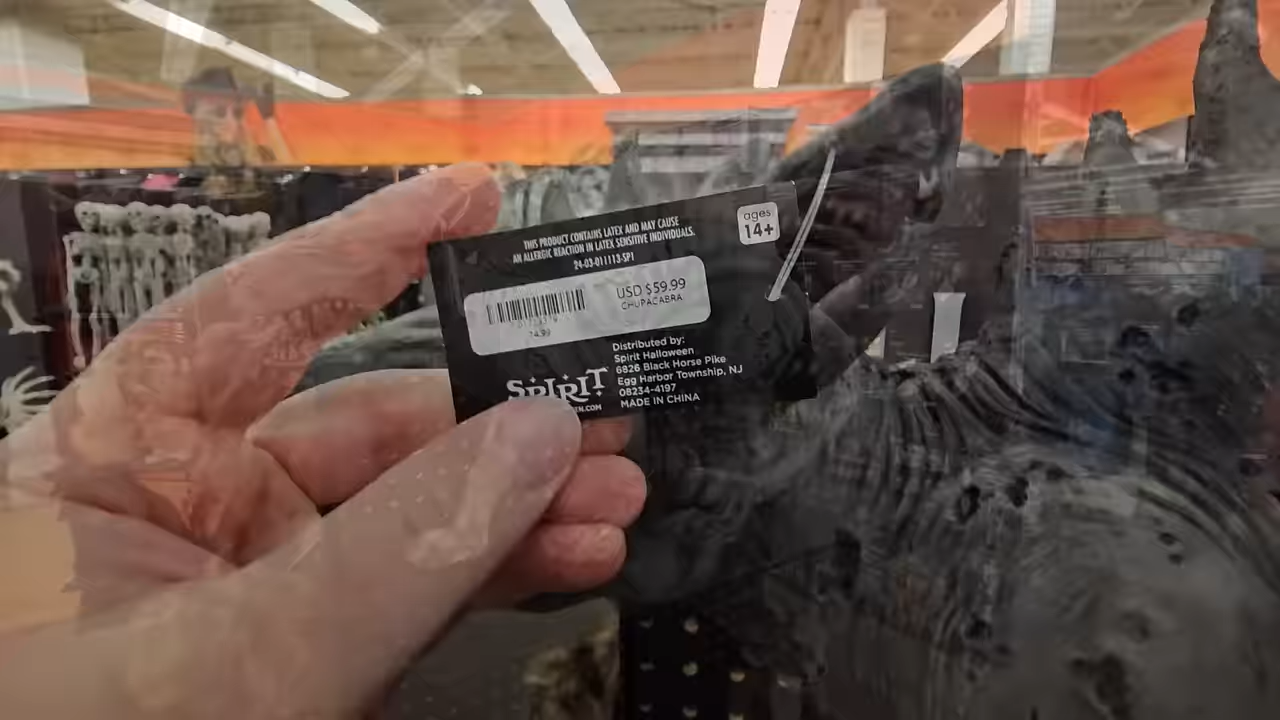 THIS PRODUCT CONTAINS LATEX AND MAY CAUSE
AN ALLERGIC REACTION IN LATEX SENSITIVE INDIVIDUALS.
24-03-011113-SP1
ages
14+
USD $59.99
CHUPACABRA
Distributed by:
Spirit Halloween
6826 Black Horse Pike
Egg Harbor Township, NJ
08234-4197
MADE IN CHINA
SPIRIT